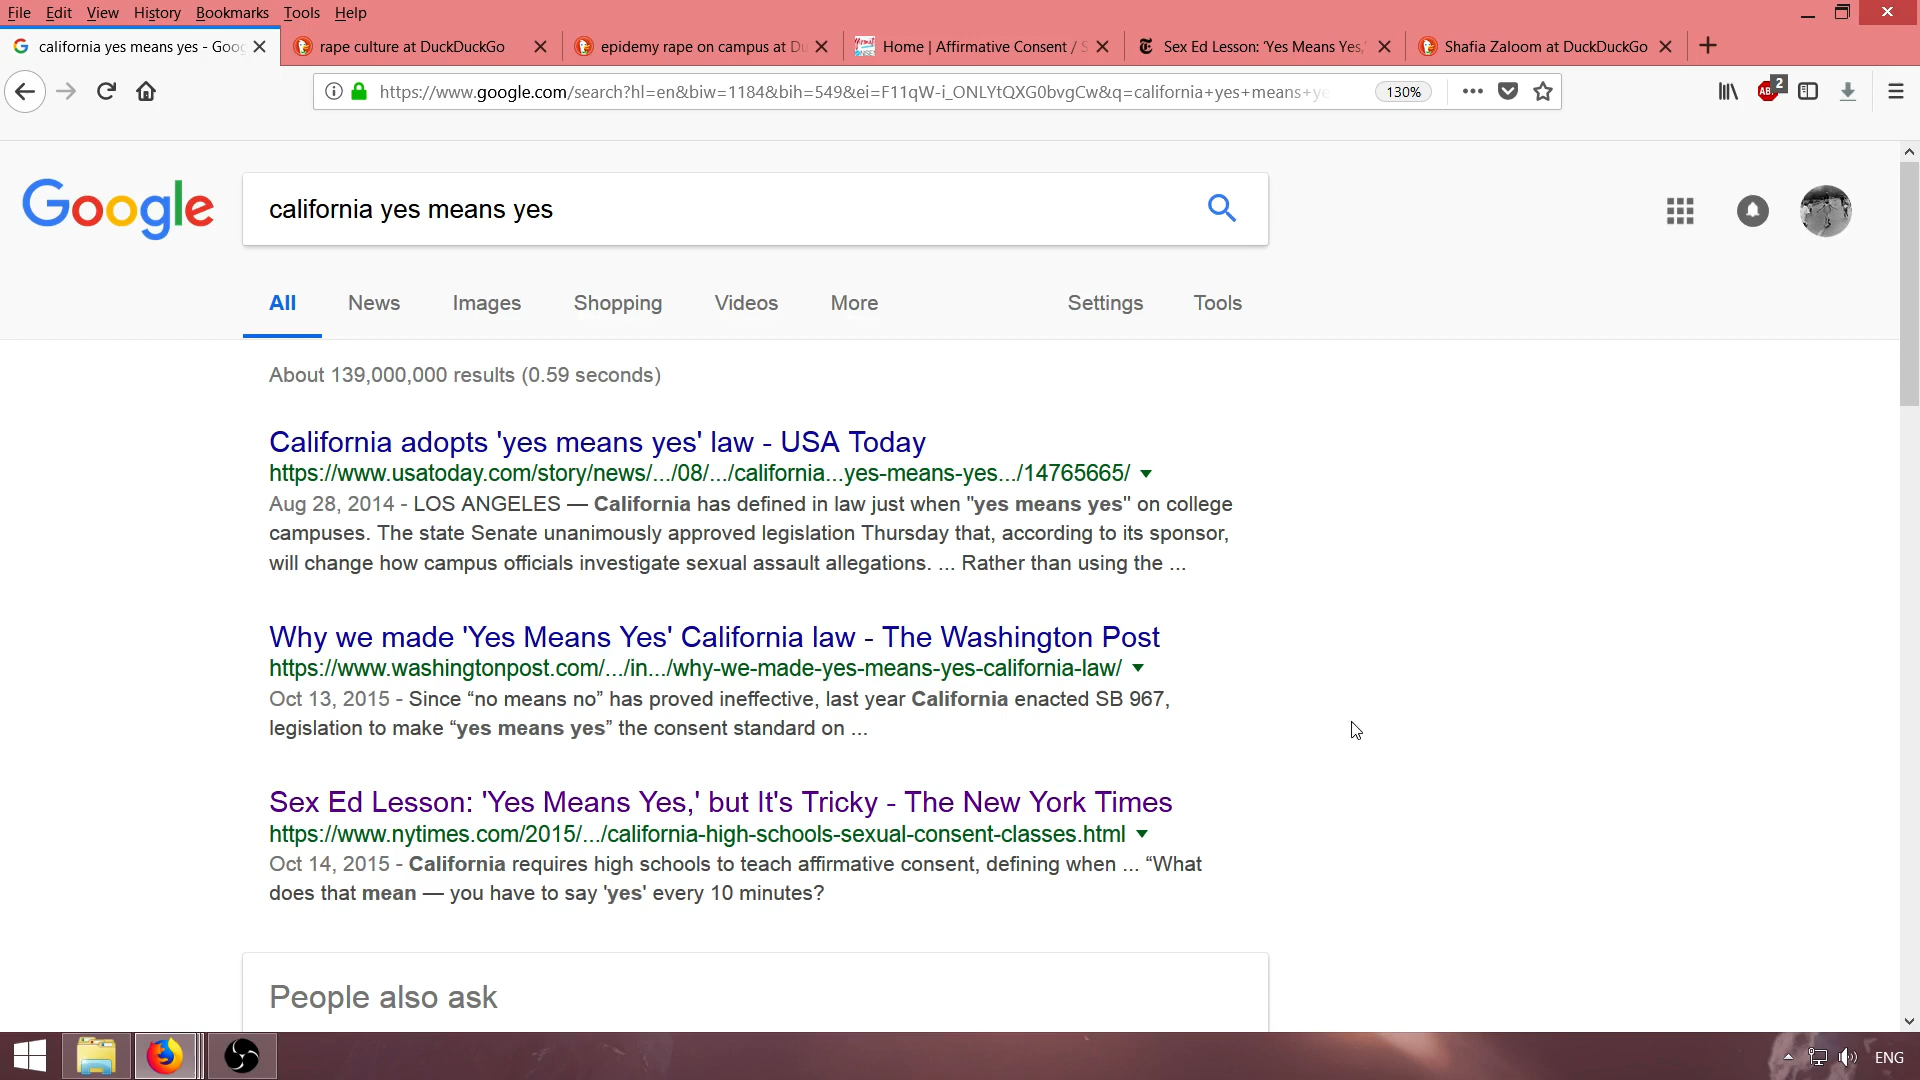 File Edit View History Bookmarks Tools Help
california yes means yes - Goo
rape culture at DuckDuckGo
epidemy rape on campus at Du
Home | Affirmative Consent / S
Sex Ed Lesson: 'Yes Means Yes,'
Shafia Zaloom at DuckDuckGo
https://www.google.com/search?hl=en&biw=1184&bih=549&ei=F11qW-i_ONLYtQXG0bvgCw&q=california+yes+means+ye
130%
ABP
2
Google
california yes means yes
All News Images Shopping Videos More Settings Tools
About 139,000,000 results (0.59 seconds)
California adopts 'yes means yes' law - USA Today
https://www.usatoday.com/story/news/.../08/.../california...yes-means-yes.../14765665/
Aug 28, 2014 - LOS ANGELES — California has defined in law just when "yes means yes" on college
campuses. The state Senate unanimously approved legislation Thursday that, according to its sponsor,
will change how campus officials investigate sexual assault allegations. ... Rather than using the ...
Why we made 'Yes Means Yes' California law - The Washington Post
https://www.washingtonpost.com/.../in.../why-we-made-yes-means-yes-california-law/
Oct 13, 2015 - Since “no means no” has proved ineffective, last year California enacted SB 967,
legislation to make “yes means yes” the consent standard on ...
Sex Ed Lesson: 'Yes Means Yes,' but It's Tricky - The New York Times
https://www.nytimes.com/2015/.../california-high-schools-sexual-consent-classes.html
Oct 14, 2015 - California requires high schools to teach affirmative consent, defining when ... “What
does that mean — you have to say 'yes' every 10 minutes?
People also ask
ENG